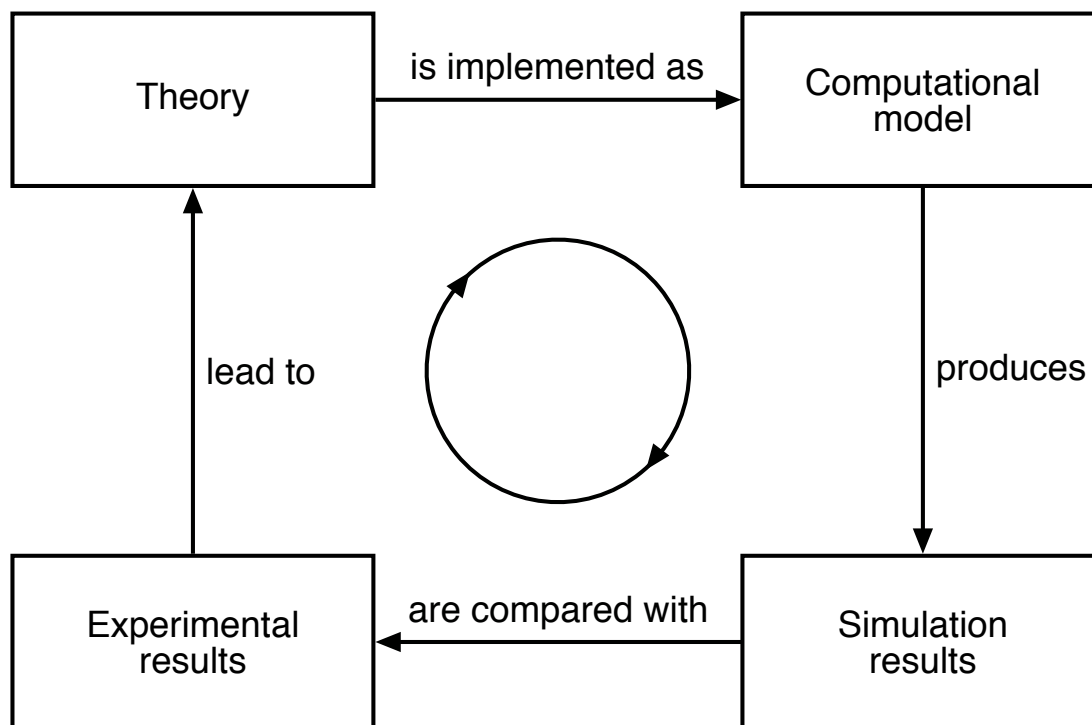 Theory
is implemented as
Computational
model
lead to
produces
Experimental
results
are compared with
Simulation
results